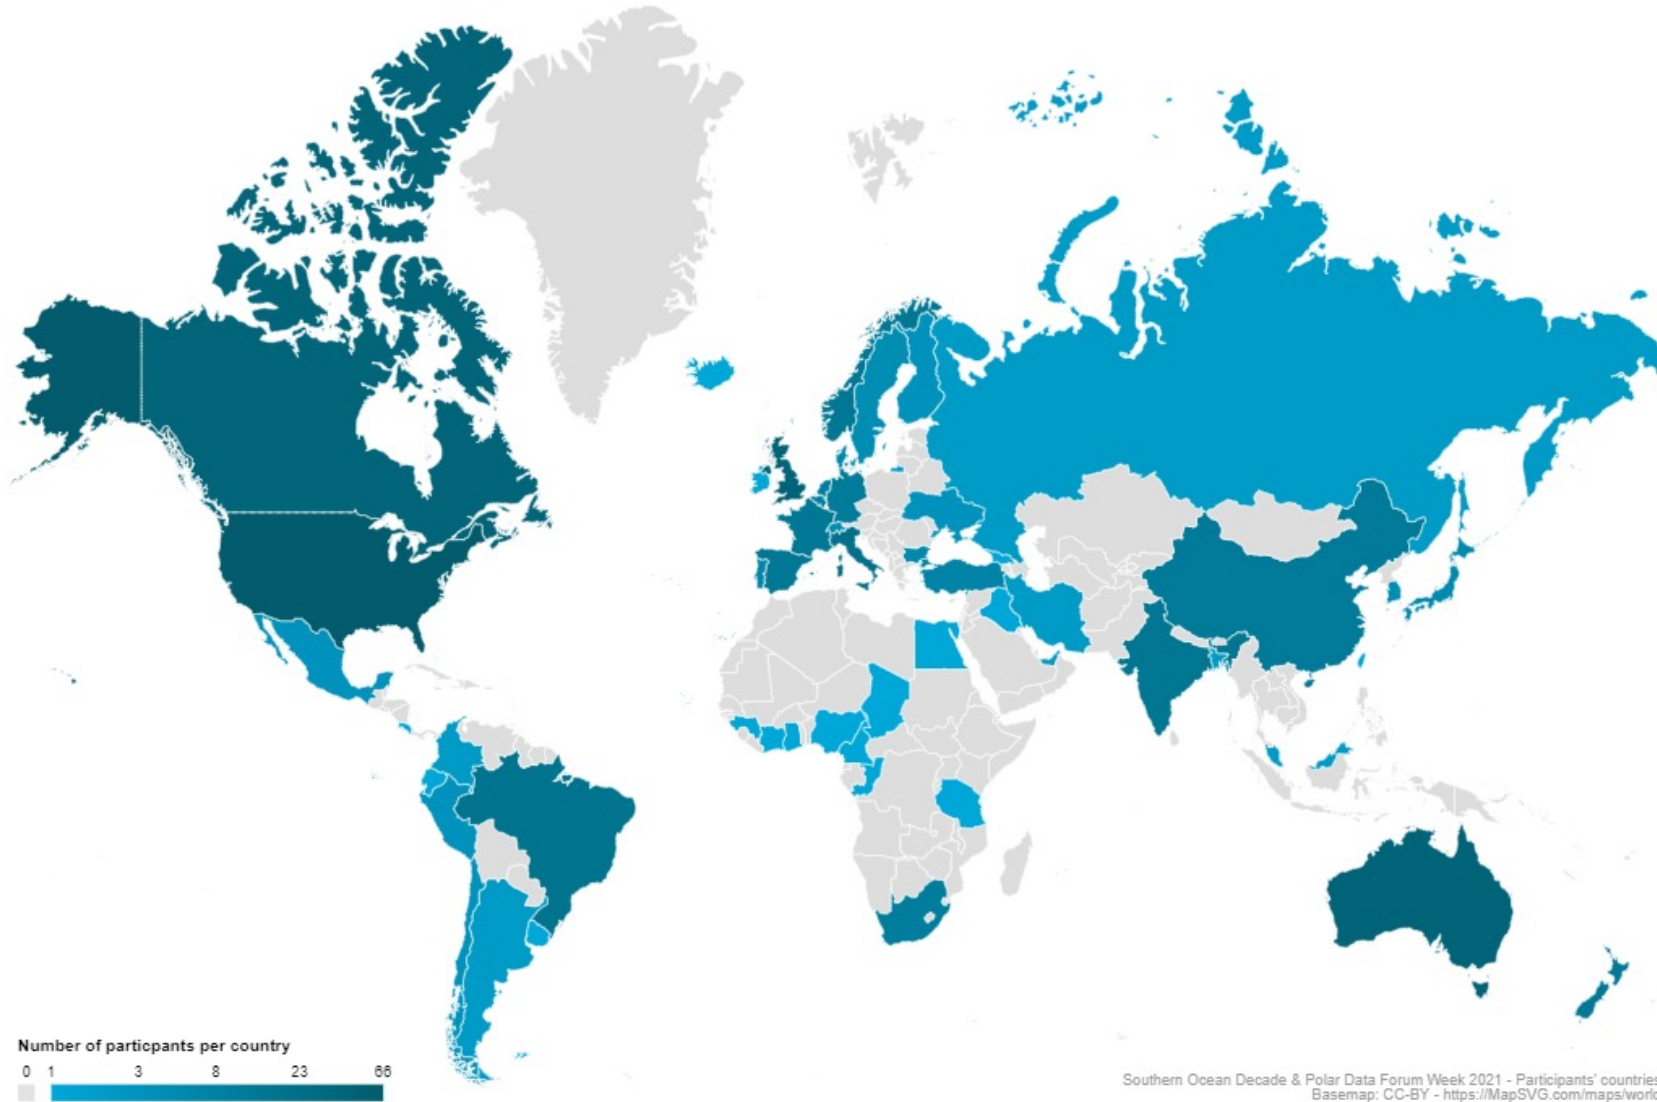 Number of particpants per country
0 1 3 8 23 66
Southern Ocean Decade & Polar Data Forum Week 2021 - Participants' countries
Basemap: CC-BY - https://MapSVG.com/maps/world